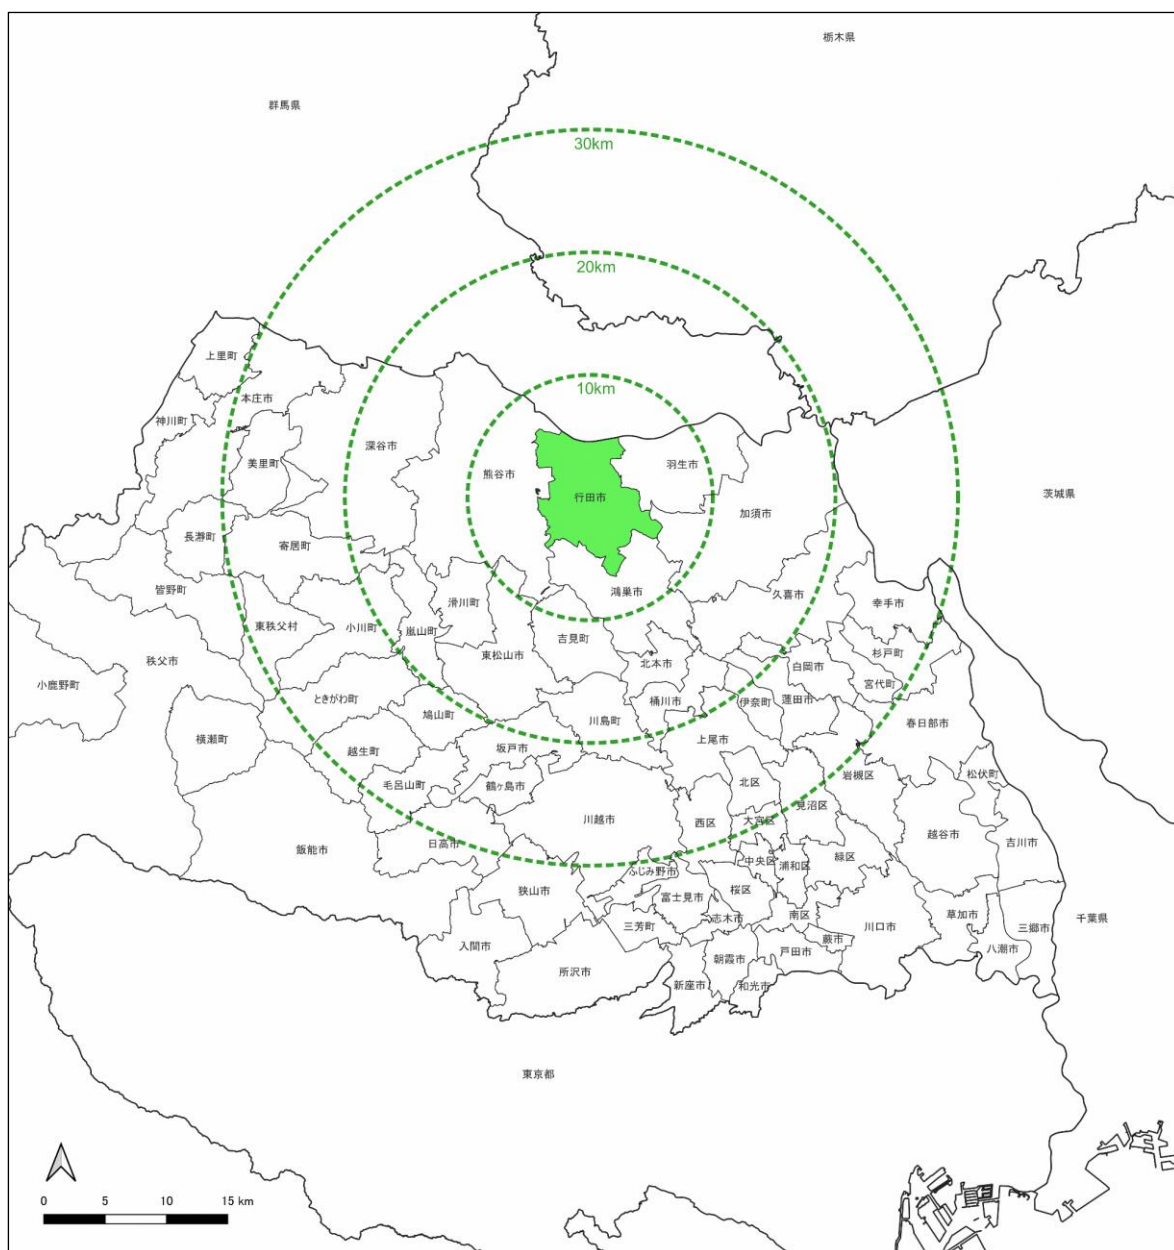 栃木県
群馬県
30km
20km
上里町
10km
本庄市
神川町
深谷市
美里町
羽生市
熊谷市
行田市
茨城県
加須市
長瀞町
寄居町
皆野町
鴻巣市
久喜市
幸手市
滑川町
東秩父村
小川町
嵐山町
吉見町
杉戸町
東松山市
秩父市
北本市
白岡市
小鹿野町
宮代町
ときがわ町
桶川市
伊奈町
蓮田市
鳩山町
川島町
春日部市
横瀬町
越生町
坂戸市
上尾市
毛呂山町
鶴ヶ島市
北区
岩槻区
松伏町
見沼区
川越市
西区
大宮区
越谷市
日高市
飯能市
吉川市
中央区
浦和区
緑区
ふじみ野市
狭山市
富士見市
桜区
三芳町
志木市
南区
川口市
草加市
三郷市
千葉県
入間市
蕨市
戸田市
八潮市
朝霞市
所沢市
新座市
和光市
東京都
0 5 10 15 km